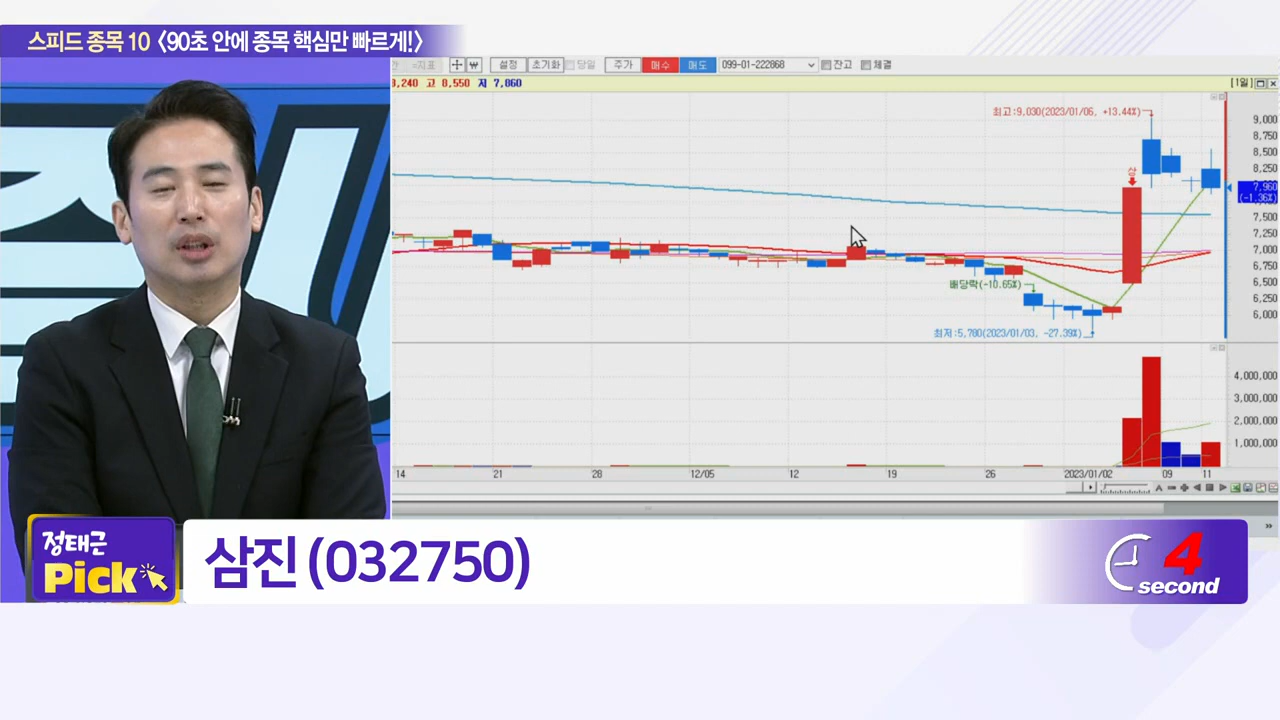 스피드 종목 10 〈90초 안에 종목 핵심만 빠르게!〉
설정 초기화 당일 주가 매수 매도 099-01-222868 잔고 체결
8,240 고 8,550 저 7,860
[1일]
최고:9,030(2023/01/06, +13.44%)
9,000
8,750
8,500
8,250
7,960
(-1.36%)
7,500
7,250
7,000
6,750
6,500
6,250
6,000
배당락(-10.65%)
최저:5,780(2023/01/03, -27.39%)
4,000,000
3,000,000
2,000,000
1,000,000
14 21 28 12/05 12 19 26 2023/01/02 09 11
정태근
Pick
삼진 (032750)
4
second